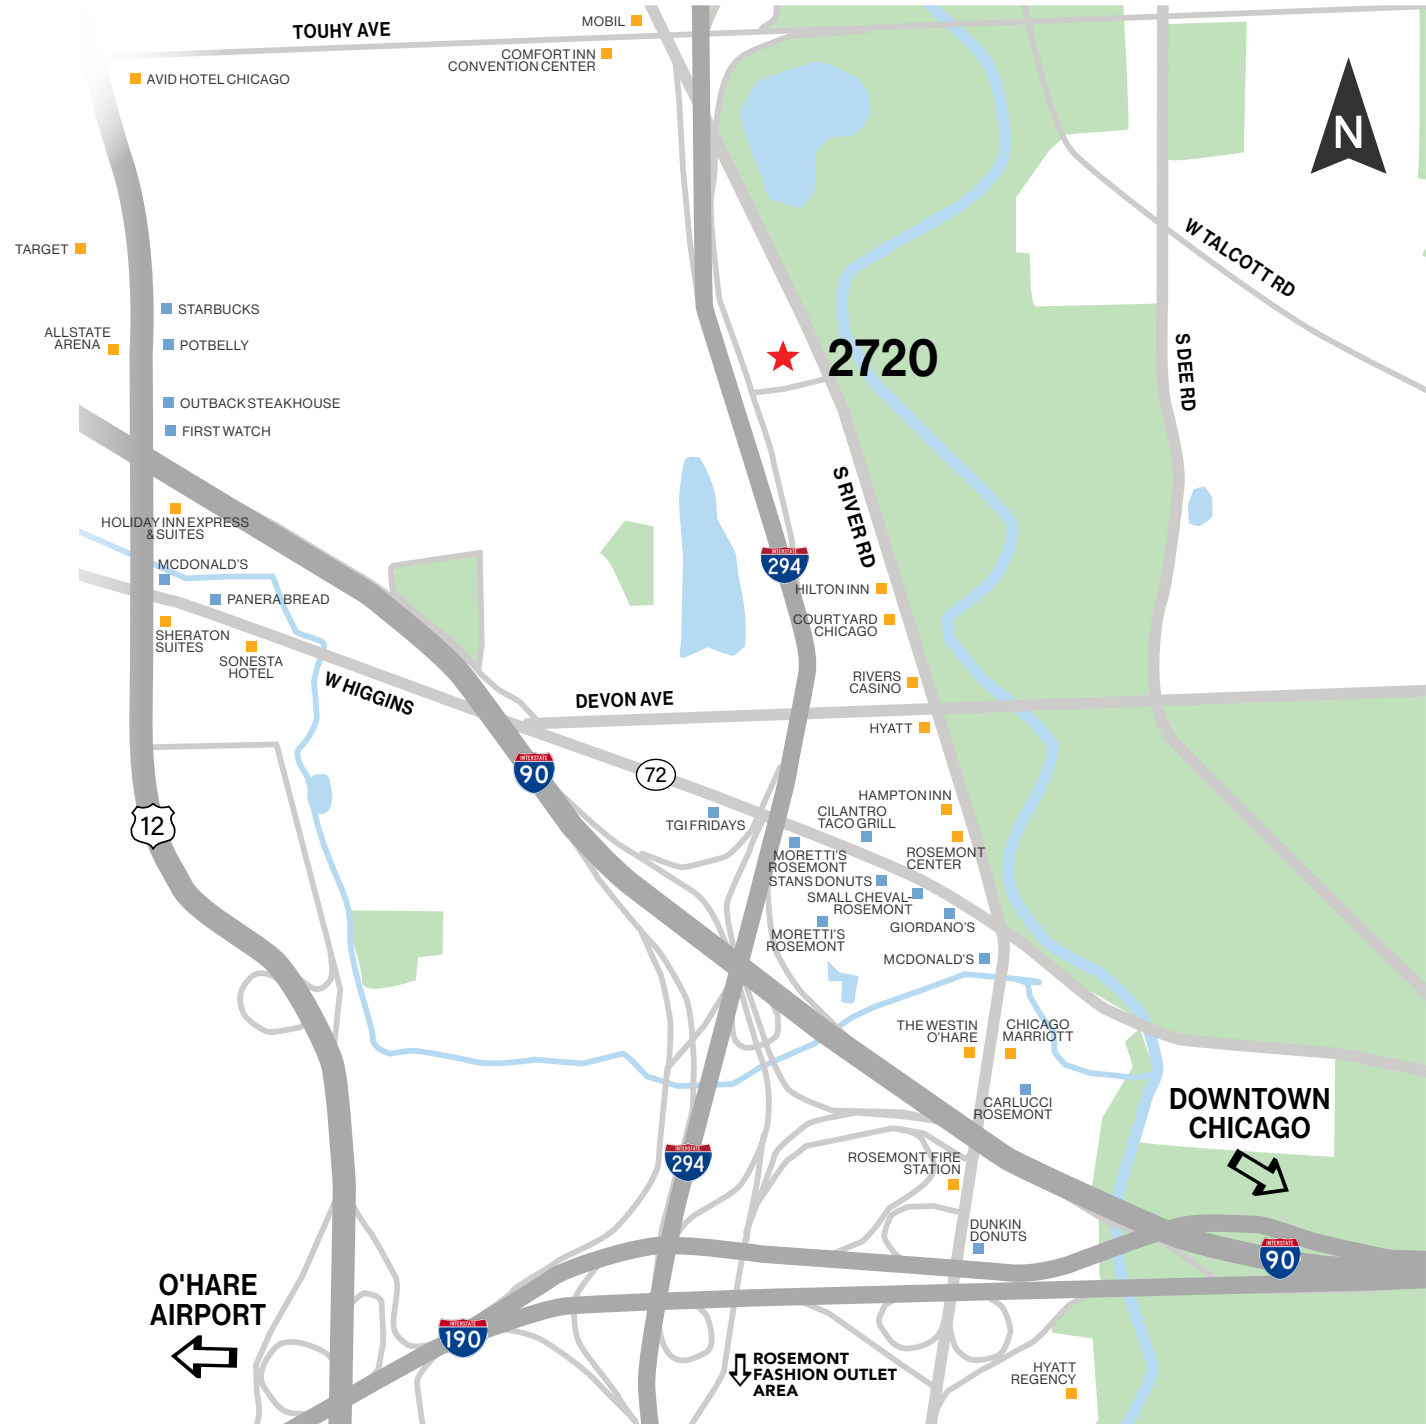 MOBIL
TOUHY AVE
COMFORT INN
CONVENTION CENTER
AVID HOTEL CHICAGO
N
TARGET
W TALCOTT RD
STARBUCKS
ALLSTATE
ARENA
POTBELLY
2720
S DEE RD
OUTBACK STEAKHOUSE
FIRST WATCH
S RIVER RD
HOLIDAY INN EXPRESS
& SUITES
INTERSTATE
294
MCDONALD'S
HILTON INN
PANERA BREAD
COURTYARD
CHICAGO
SHERATON
SUITES
SONESTA
HOTEL
RIVERS
CASINO
W HIGGINS
DEVON AVE
HYATT
INTERSTATE
90
72
HAMPTON INN
12
TGI FRIDAYS
CILANTRO
TACO GRILL
MORETTI'S
ROSEMONT
ROSEMONT
CENTER
STANS DONUTS
SMALL CHEVAL-
ROSEMONT
GIORDANO'S
MORETTI'S
ROSEMONT
MCDONALD'S
THE WESTIN
O'HARE
CHICAGO
MARRIOTT
CARLUCCI
ROSEMONT
DOWNTOWN
CHICAGO
INTERSTATE
294
ROSEMONT FIRE
STATION
DUNKIN
DONUTS
INTERSTATE
90
O'HARE
AIRPORT
INTERSTATE
190
ROSEMONT
FASHION OUTLET
AREA
HYATT
REGENCY